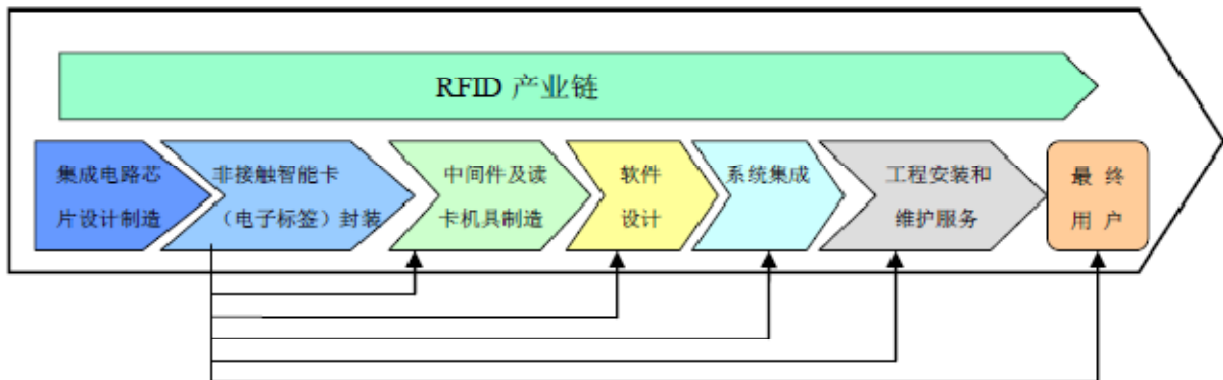 RFID 产业链
集成电路芯
片设计制造
非接触智能卡
（电子标签）封装
中间件及读
卡机具制造
软件
设计
系统集成
工程安装和
维护服务
最 终
用 户